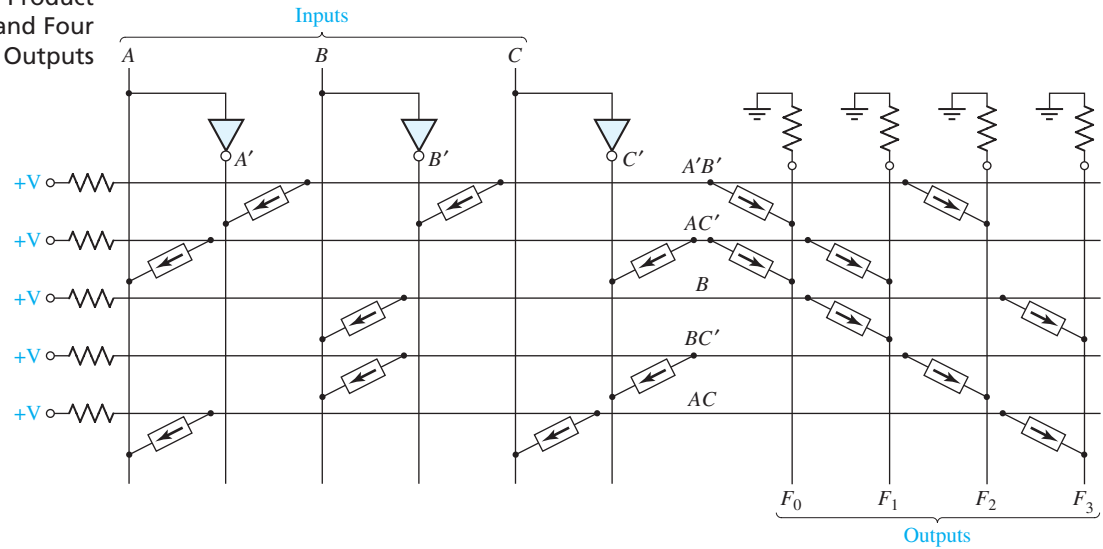 Product
and Four
Outputs
Inputs
A B C
A′ B′ C′
+V A′B′
+V AC′
+V B
+V BC′
+V AC
F0 F1 F2 F3
Outputs